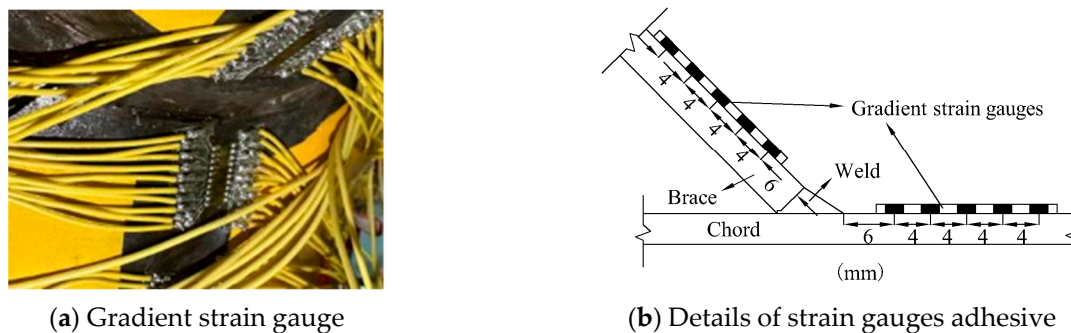 4
4
4
4
6
Gradient strain gauges
Weld
Brace
Chord
6 4 4 4 4
(mm)
(a) Gradient strain gauge
(b) Details of strain gauges adhesive